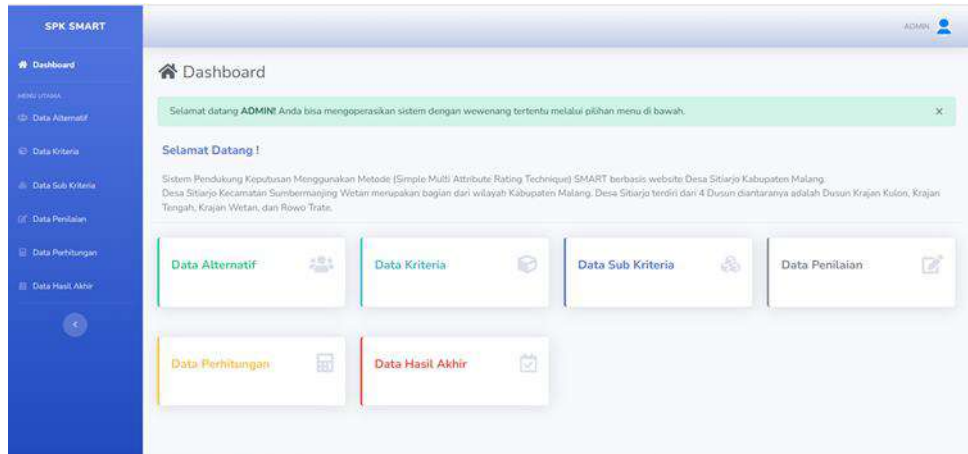 SPK SMART
ADMIN
Dashboard
MENU UTAMA
Data Alternatif
Data Kriteria
Data Sub Kriteria
Data Penilaian
Data Perhitungan
Data Hasil Akhir
Dashboard
Selamat datang ADMIN! Anda bisa mengoperasikan sistem dengan wewenang tertentu melalui pilihan menu di bawah.
Selamat Datang !
Sistem Pendukung Keputusan Menggunakan Metode (Simple Multi Attribute Rating Technique) SMART berbasis website Desa Sitiarjo Kabupaten Malang.
Desa Sitiarjo Kecamatan Sumbermanjing Wetan merupakan bagian dari wilayah Kabupaten Malang. Desa Sitiarjo terdiri dari 4 Dusun diantaranya adalah Dusun Krajan Kulon, Krajan
Tengah, Krajan Wetan, dan Rowo Trate.
Data Alternatif
Data Kriteria
Data Sub Kriteria
Data Penilaian
Data Perhitungan
Data Hasil Akhir